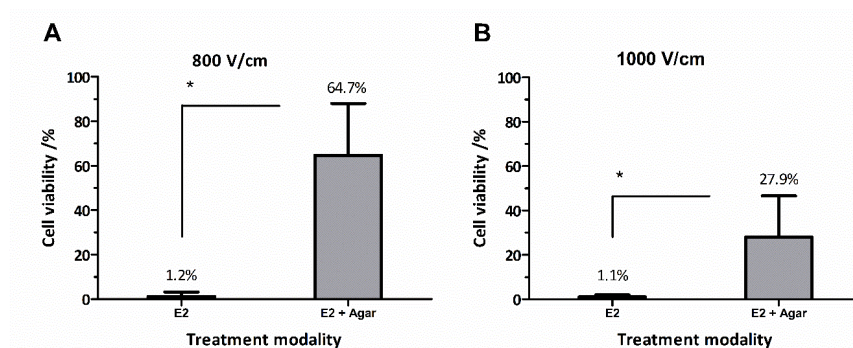 A
800 V/cm
Cell viability /%
100
80
60
40
20
0
*
1.2%
64.7%
E2
E2 + Agar
Treatment modality
B
1000 V/cm
Cell viability /%
100
80
60
40
20
0
*
1.1%
27.9%
E2
E2 + Agar
Treatment modality